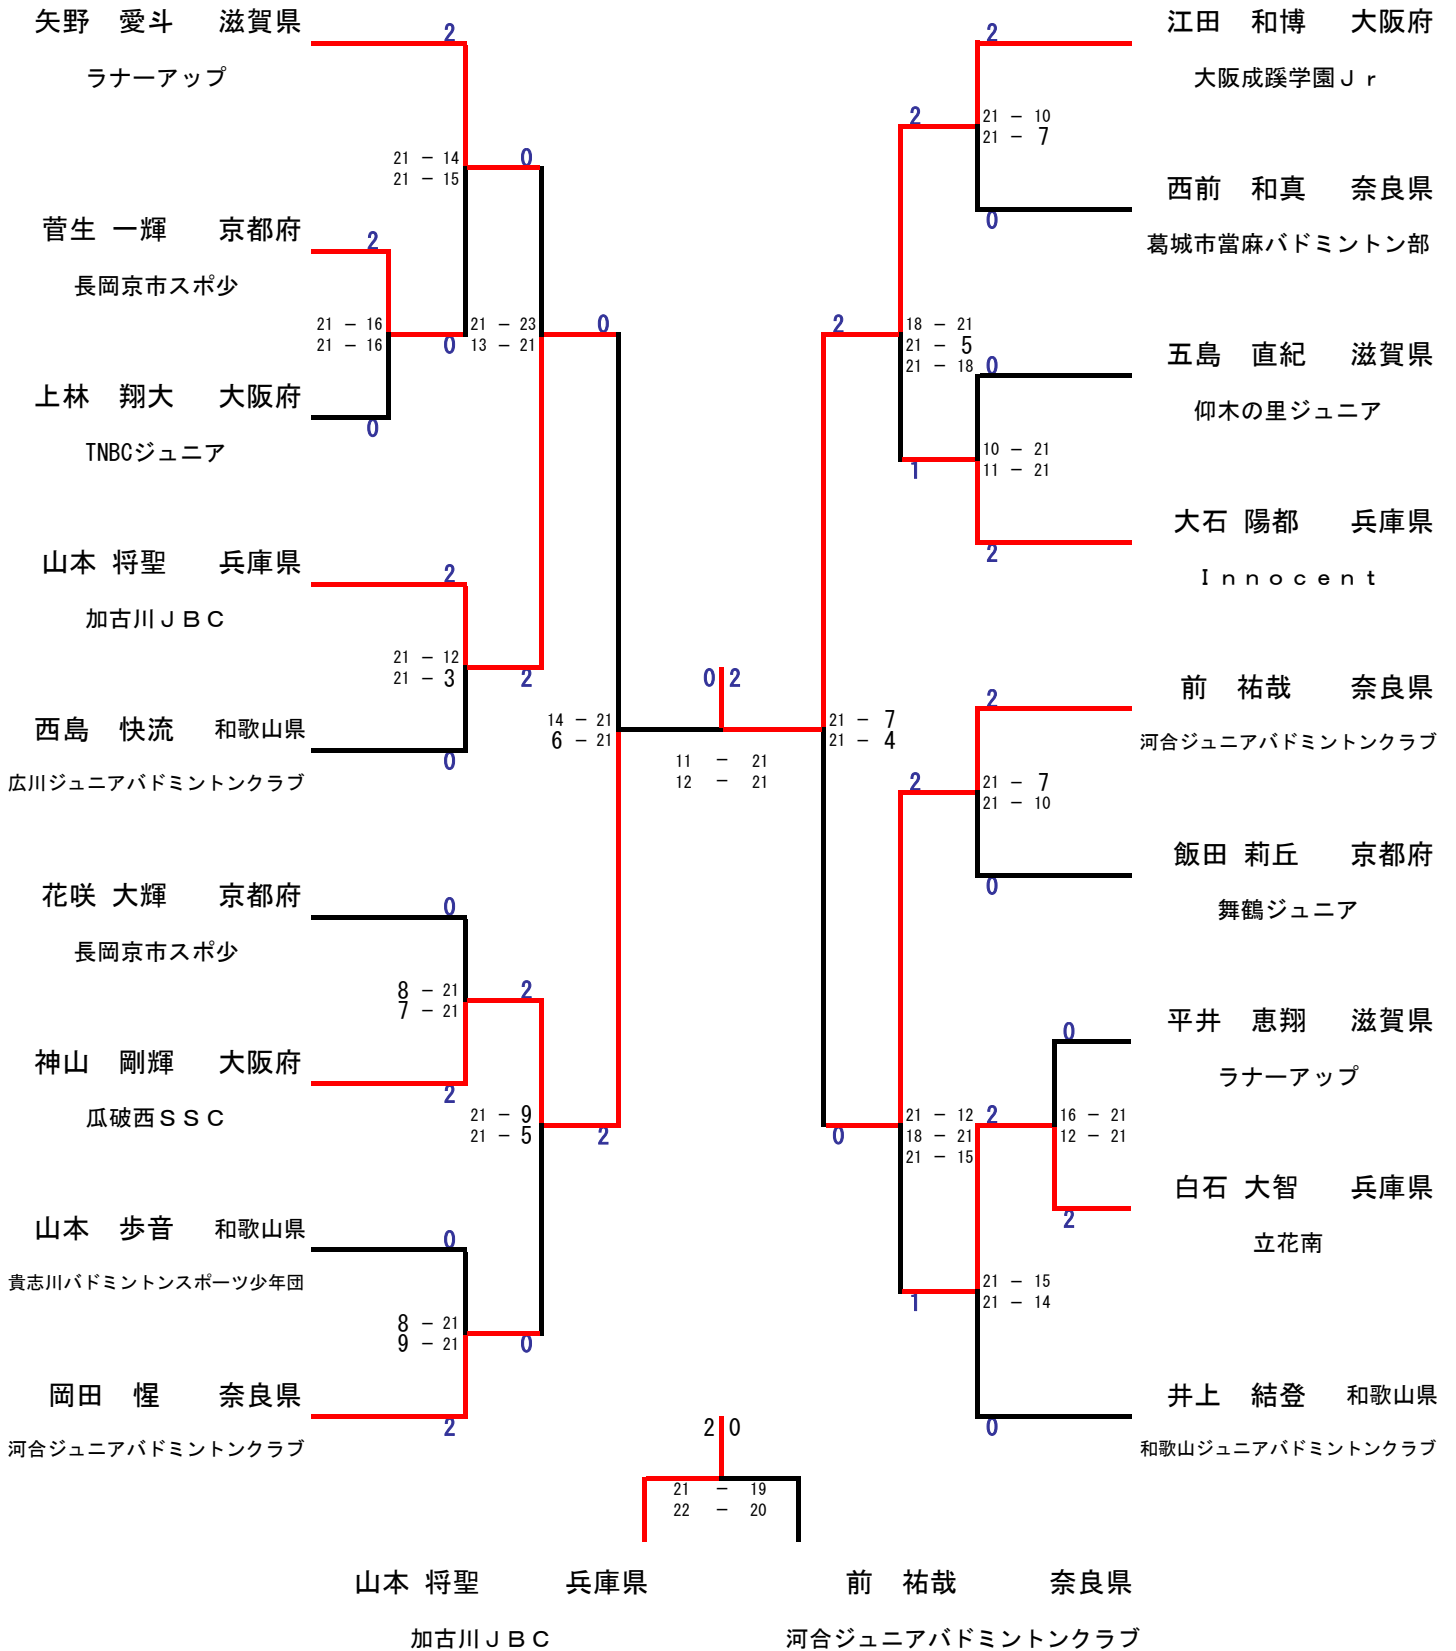 矢野　愛斗　滋賀県
ラナーアップ
2
21 － 14
21 － 15
0
菅生 一輝　京都府
長岡京市スポ少
2
21 － 16
21 － 16
0
21 － 23
13 － 21
0
上林　翔大　大阪府
TNBCジュニア
0
山本 将聖　兵庫県
加古川ＪＢＣ
2
21 － 12
21 － 3
2
西島　快流　和歌山県
広川ジュニアバドミントンクラブ
0
14 － 21
6 － 21
花咲 大輝　京都府
長岡京市スポ少
0
8 － 21
7 － 21
2
神山　剛輝　大阪府
瓜破西ＳＳＣ
2
21 － 9
21 － 5
2
山本　歩音　和歌山県
貴志川バドミントンスポーツ少年団
0
8 － 21
9 － 21
0
岡田　惺　奈良県
河合ジュニアバドミントンクラブ
2
0 2
11 － 21
12 － 21
江田　和博　大阪府
大阪成蹊学園Ｊｒ
2
2
21 － 10
21 － 7
西前　和真　奈良県
葛城市當麻バドミントン部
0
2
18 － 21
21 － 5
21 － 18
五島　直紀　滋賀県
仰木の里ジュニア
0
1
10 － 21
11 － 21
大石 陽都　兵庫県
Ｉｎｎｏｃｅｎｔ
2
21 － 7
21 － 4
前　祐哉　奈良県
河合ジュニアバドミントンクラブ
2
2
21 － 7
21 － 10
飯田 莉丘　京都府
舞鶴ジュニア
0
平井　恵翔　滋賀県
ラナーアップ
0
0
21 － 12
18 － 21
21 － 15
2
16 － 21
12 － 21
白石 大智　兵庫県
立花南
2
1
21 － 15
21 － 14
井上　結登　和歌山県
和歌山ジュニアバドミントンクラブ
0
2 0
21 － 19
22 － 20
山本 将聖　兵庫県
加古川ＪＢＣ
前　祐哉　奈良県
河合ジュニアバドミントンクラブ